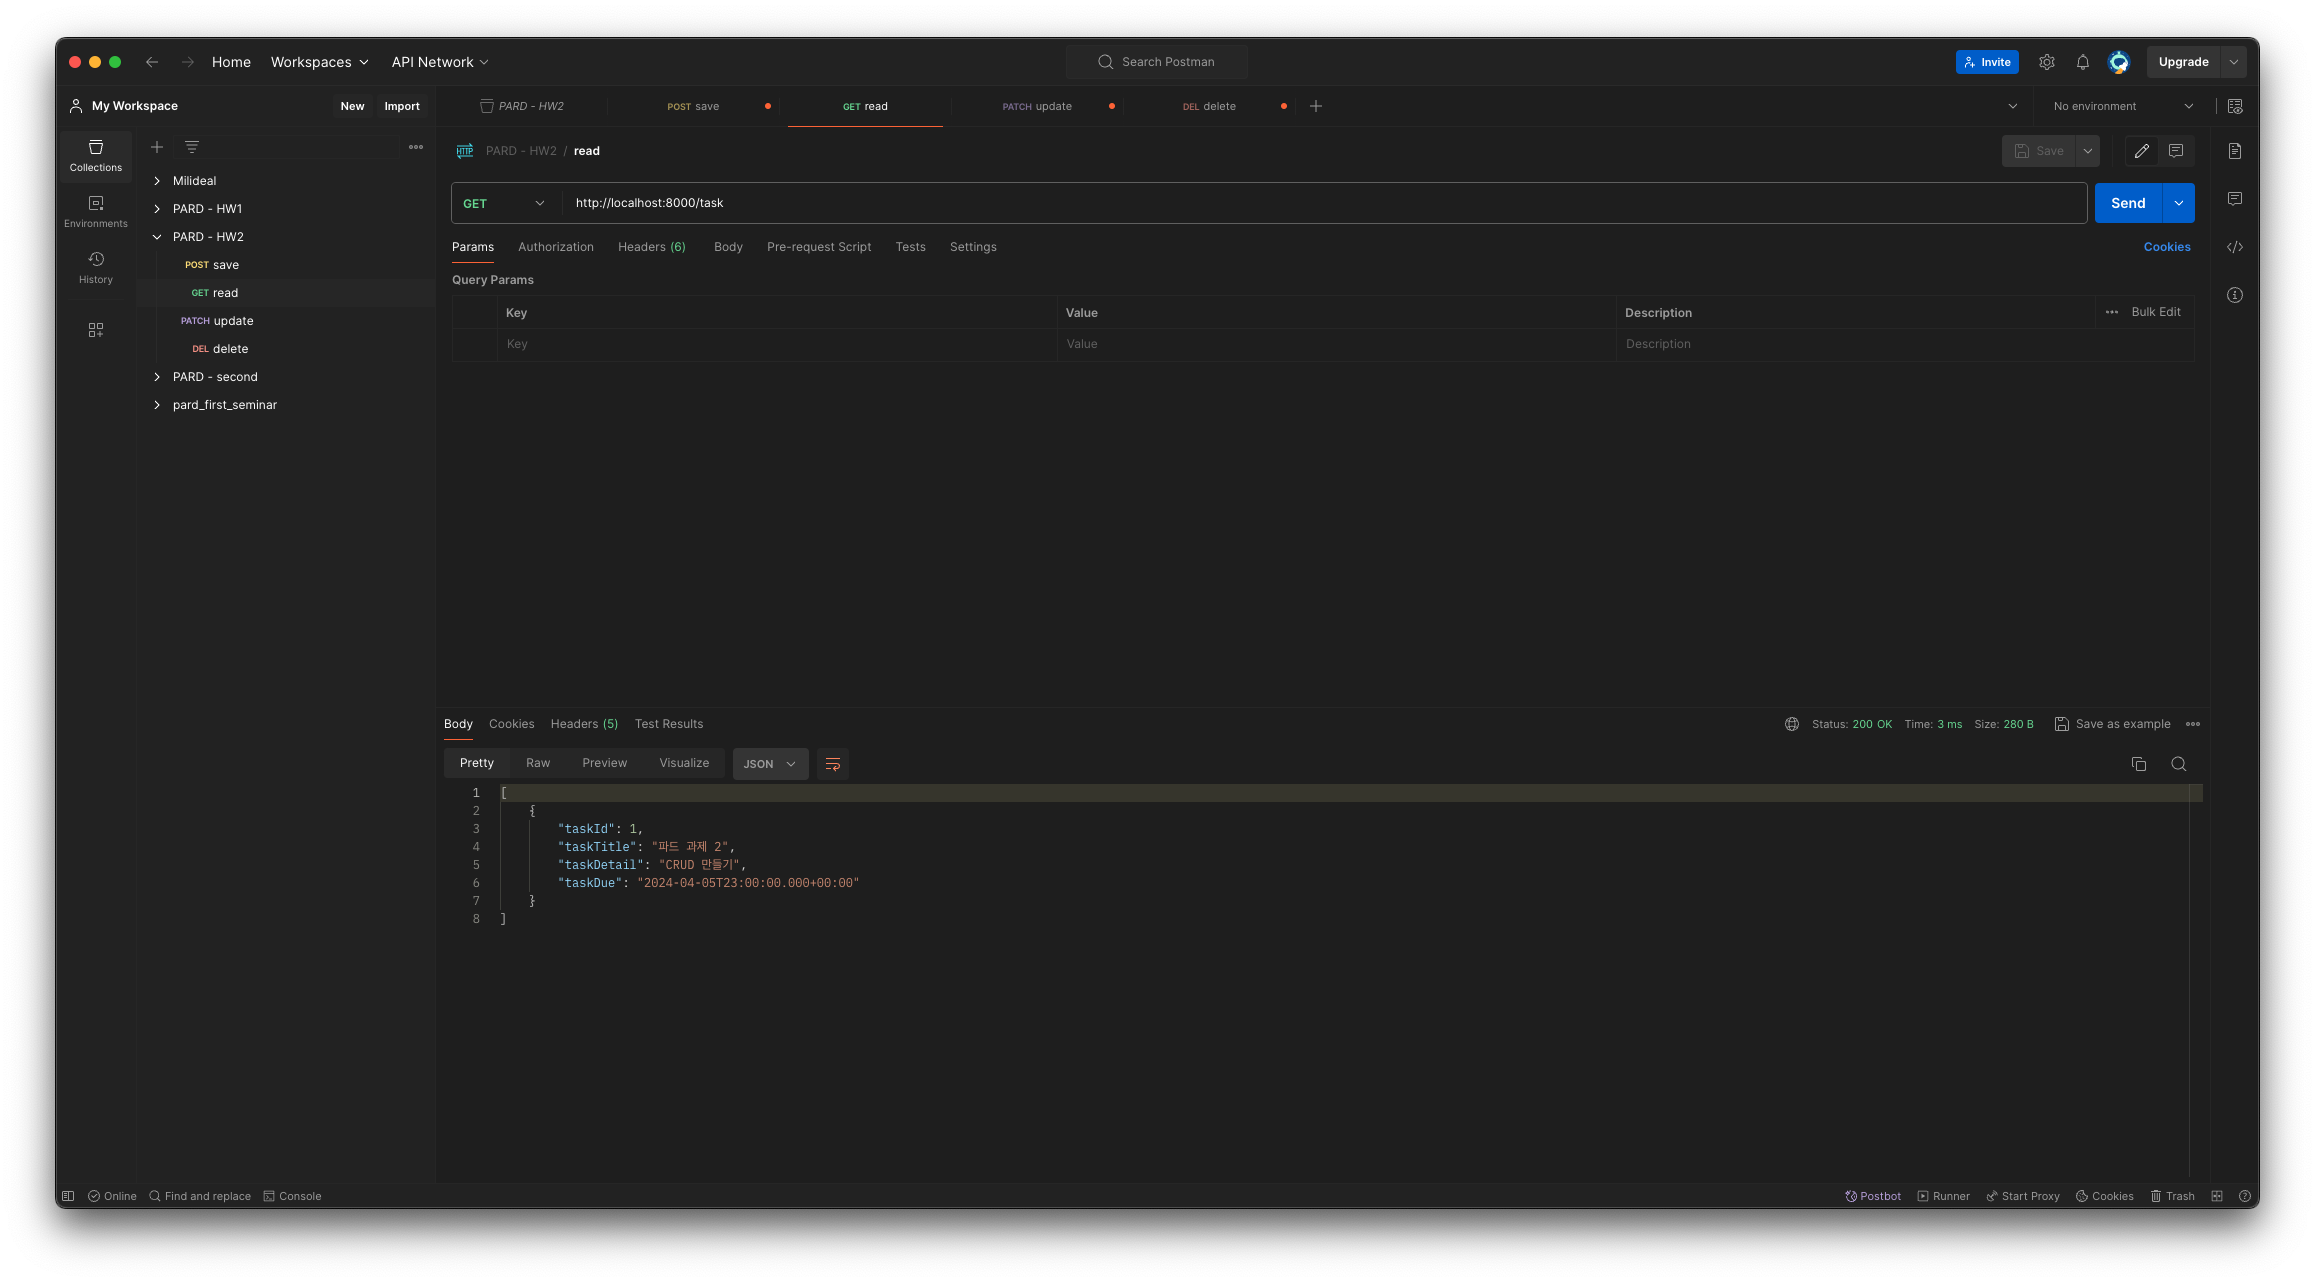 Home Workspaces API Network Search Postman Invite Upgrade
My Workspace New Import PARD - HW2 POST save GET read PATCH update DEL delete No environment
Collections
Environments
History
Milideal
PARD - HW1
PARD - HW2
POST save
GET read
PATCH update
DEL delete
PARD - second
pard_first_seminar
HTTP PARD - HW2 / read Save
GET http://localhost:8000/task Send
Params Authorization Headers (6) Body Pre-request Script Tests Settings Cookies
Query Params
Key Value Description Bulk Edit
Key Value Description
Body Cookies Headers (5) Test Results Status: 200 OK Time: 3 ms Size: 280 B Save as example
Pretty Raw Preview Visualize JSON
1 [
2 {
3 "taskId": 1,
4 "taskTitle": "파드 과제 2",
5 "taskDetail": "CRUD 만들기",
6 "taskDue": "2024-04-05T23:00:00.000+00:00"
7 }
8 ]
Online Find and replace Console Postbot Runner Start Proxy Cookies Trash